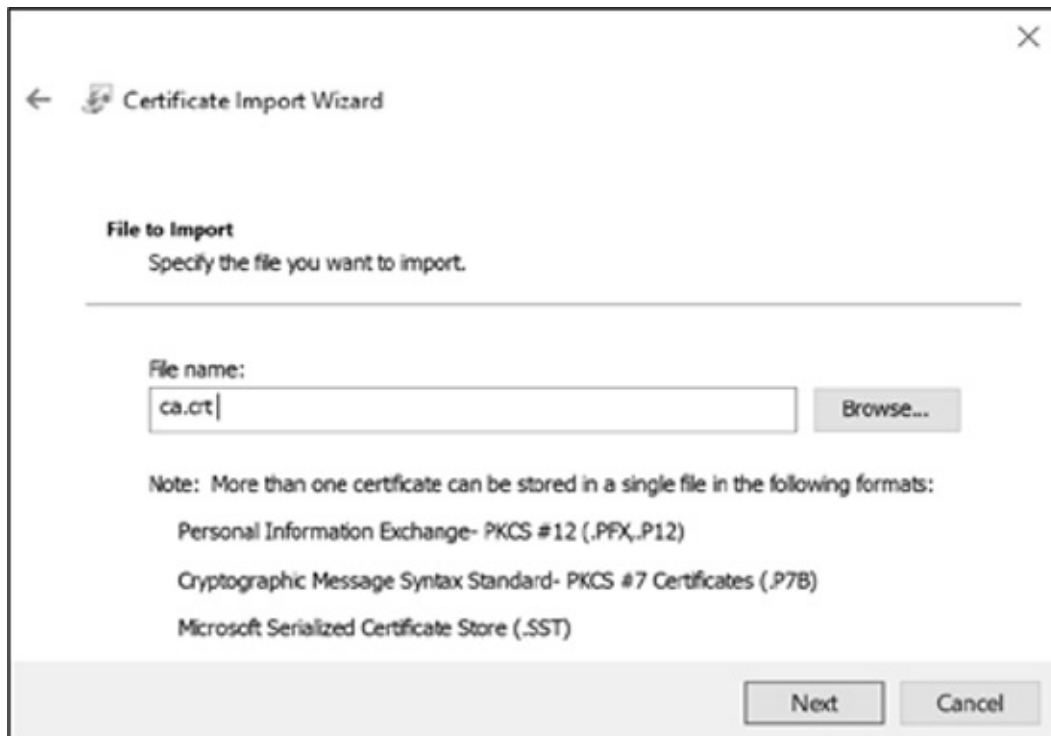 Certificate Import Wizard
File to Import
Specify the file you want to import.
File name:
ca.crt
Browse...
Note: More than one certificate can be stored in a single file in the following formats:
Personal Information Exchange- PKCS #12 (.PFX,.P12)
Cryptographic Message Syntax Standard- PKCS #7 Certificates (.P7B)
Microsoft Serialized Certificate Store (.SST)
Next
Cancel